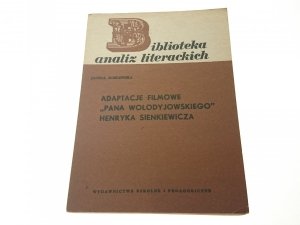 Biblioteka
analiz literackich
ADAPTACJE FILMOWE
„PANA WOŁODYJOWSKIEGO"
HENRYKA SIENKIEWICZA
WYDAWNICTWA SZKOLNE I PEDAGOGICZNE